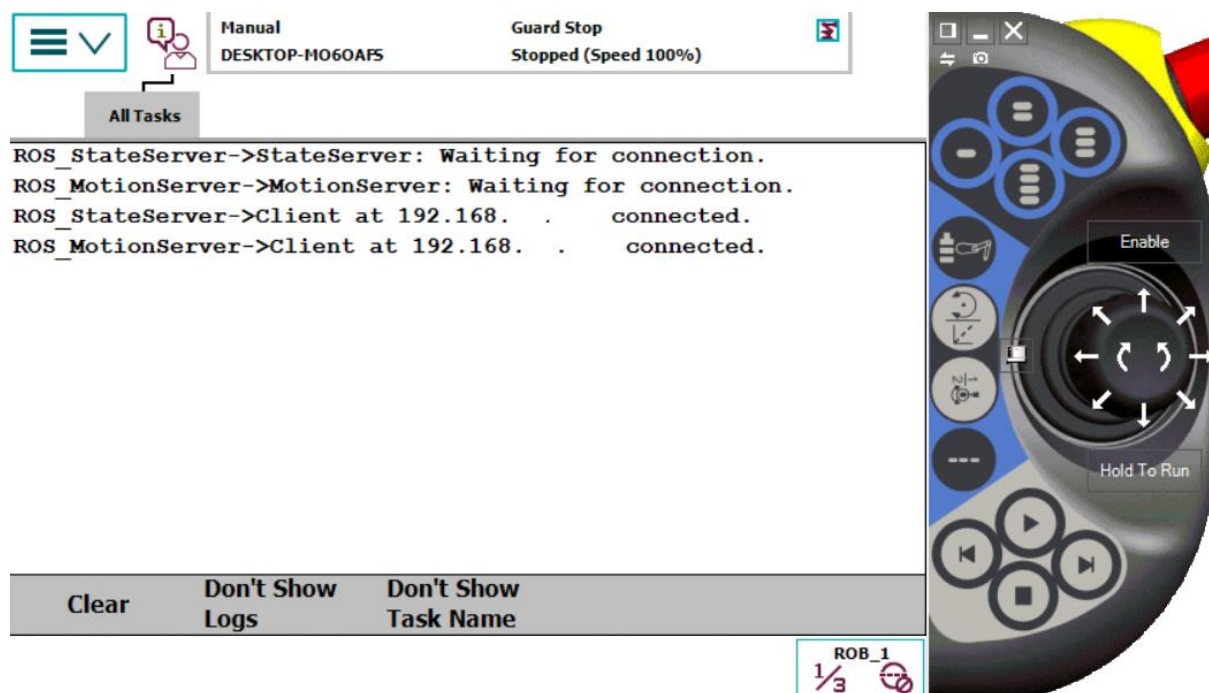 Manual
DESKTOP-MO6OAF5
Guard Stop
Stopped (Speed 100%)
All Tasks
ROS_StateServer->StateServer: Waiting for connection.
ROS_MotionServer->MotionServer: Waiting for connection.
ROS_StateServer->Client at 192.168. . connected.
ROS_MotionServer->Client at 192.168. . connected.
Enable
Hold To Run
Clear
Don't Show Logs
Don't Show Task Name
ROB_1
1/3